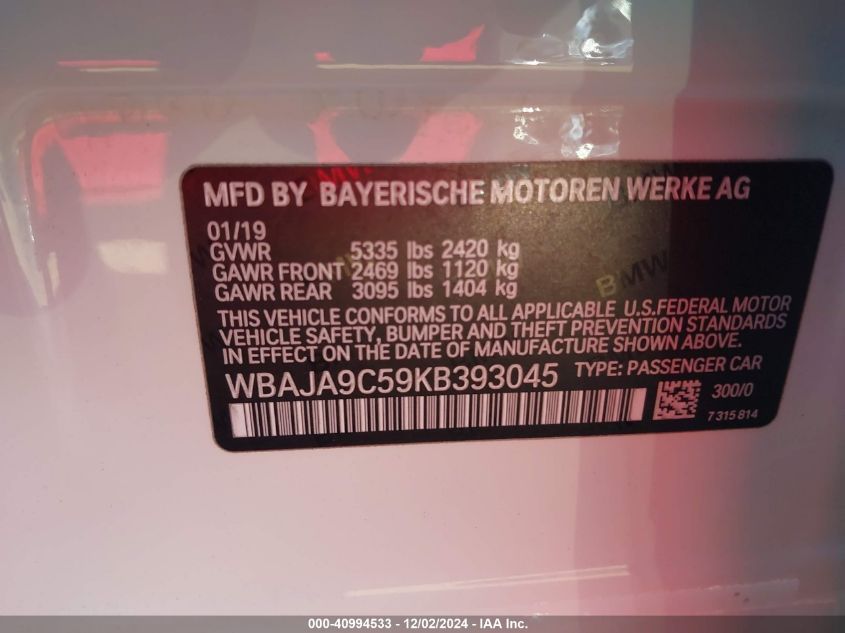 MFD BY BAYERISCHE MOTOREN WERKE AG
01/19
GVWR 5335 lbs 2420 kg
GAWR FRONT 2469 lbs 1120 kg
GAWR REAR 3095 lbs 1404 kg
THIS VEHICLE CONFORMS TO ALL APPLICABLE U.S.FEDERAL MOTOR
VEHICLE SAFETY, BUMPER AND THEFT PREVENTION STANDARDS
IN EFFECT ON THE DATE OF MANUFACTURE SHOWN ABOVE.
WBAJA9C59KB393045 TYPE: PASSENGER CAR
300/0
7 315 814
BMW
000-40994533 - 12/02/2024 - IAA Inc.